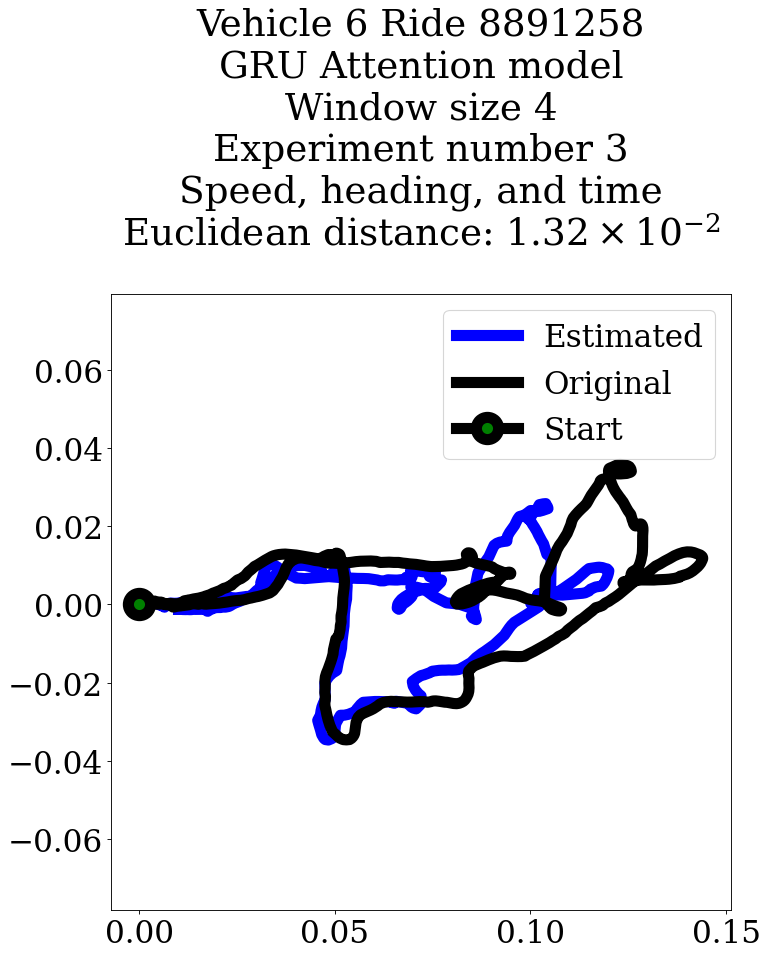 Vehicle 6 Ride 8891258
GRU Attention model
Window size 4
Experiment number 3
Speed, heading, and time
Euclidean distance: 1.32 × 10⁻²
Estimated
Original
Start
0.06
0.04
0.02
0.00
−0.02
−0.04
−0.06
0.00 0.05 0.10 0.15